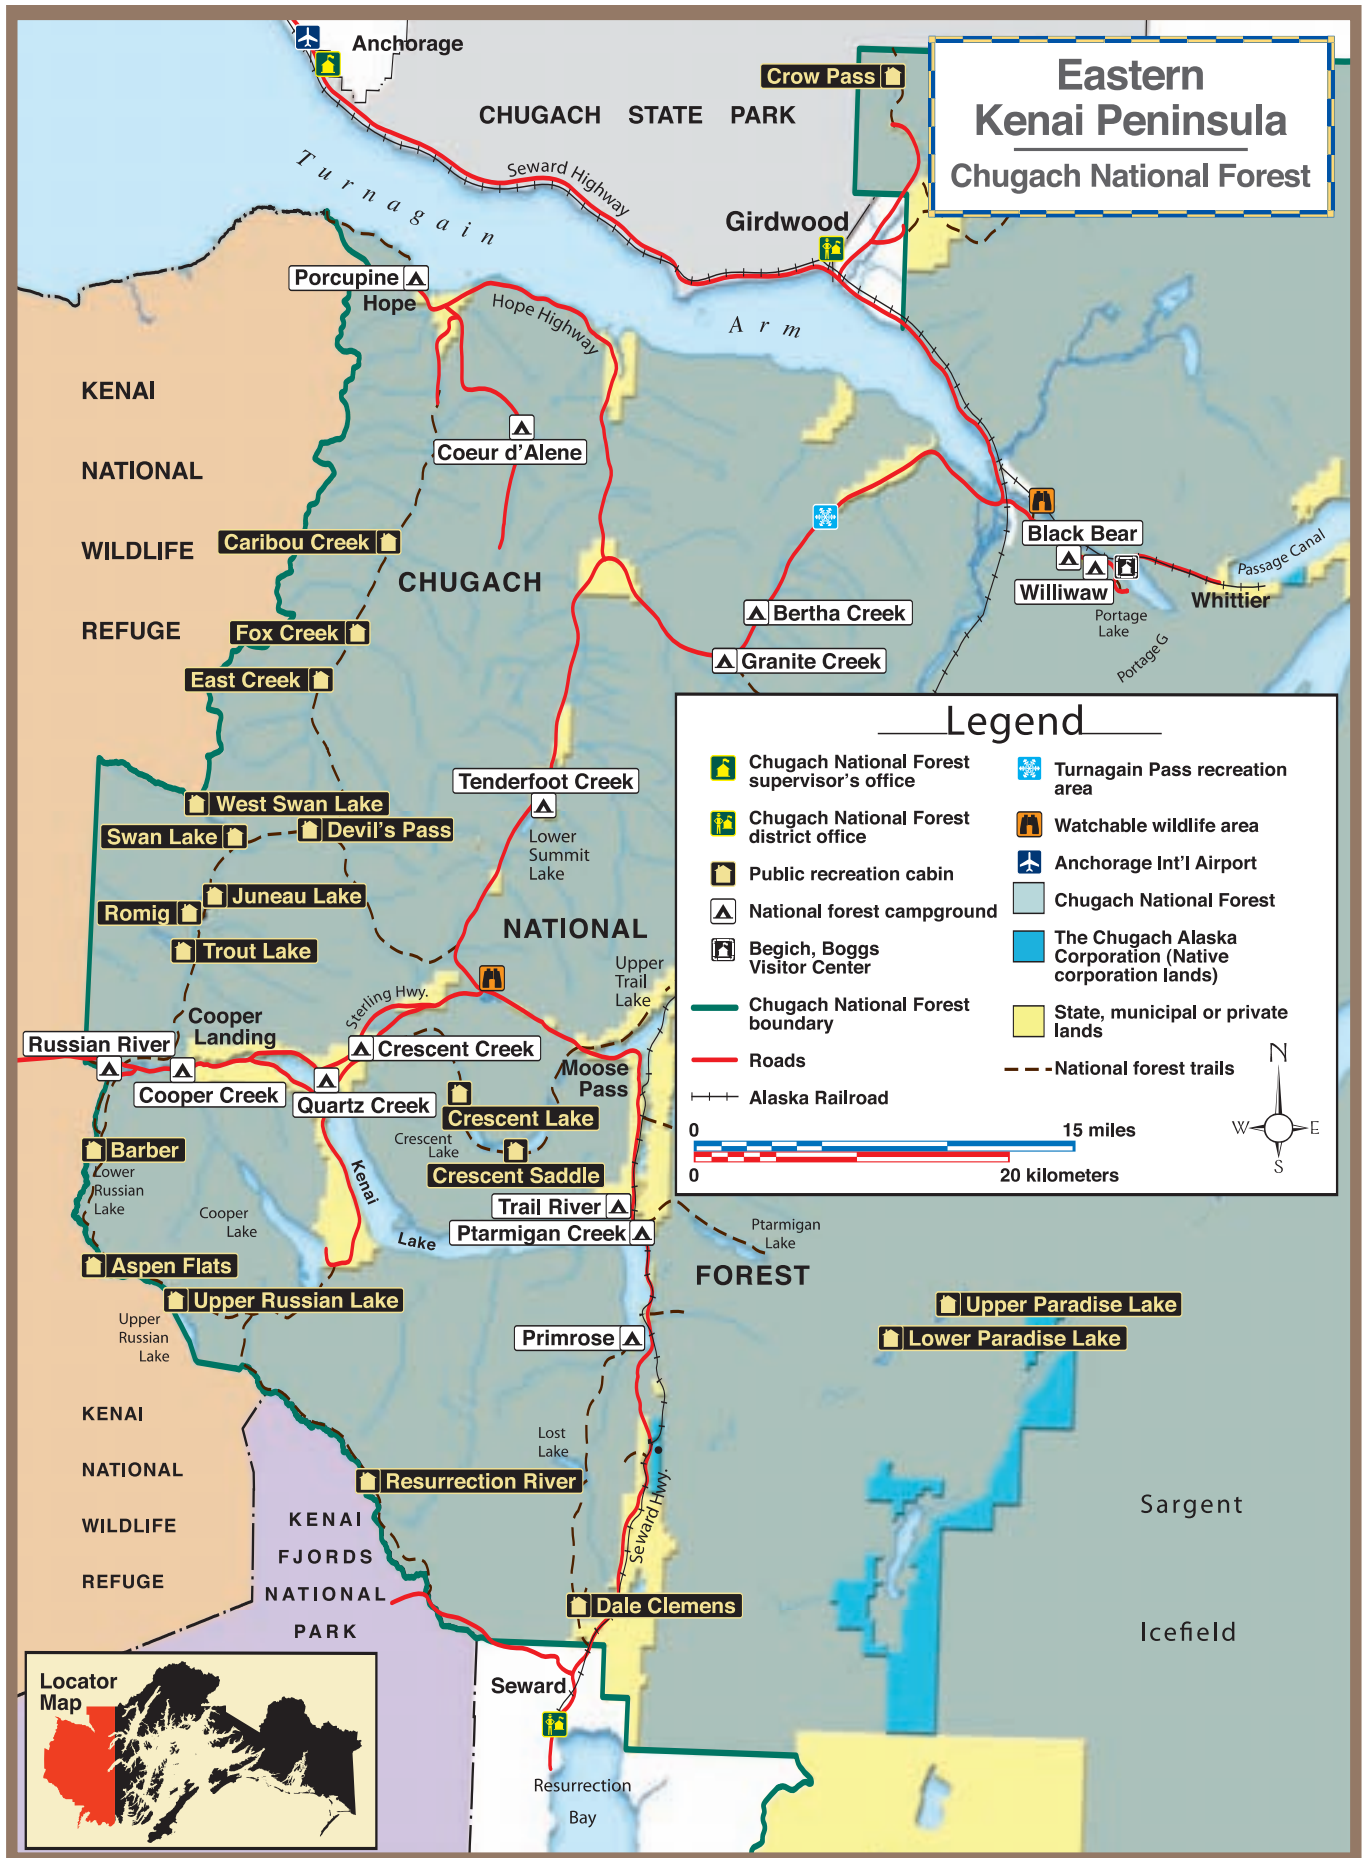 Eastern
Kenai Peninsula
Chugach National Forest
Anchorage
Crow Pass
CHUGACH STATE PARK
Seward Highway
Turnagain
Arm
Girdwood
Porcupine
Hope
Hope Highway
KENAI
NATIONAL
WILDLIFE
REFUGE
Coeur d'Alene
Caribou Creek
CHUGACH
Black Bear
Williwaw
Passage Canal
Whittier
Portage
Lake
Portage G
Bertha Creek
Granite Creek
Fox Creek
East Creek
Tenderfoot Creek
Lower
Summit
Lake
West Swan Lake
Swan Lake
Devil's Pass
Juneau Lake
Romig
Trout Lake
NATIONAL
Upper
Trail
Lake
Sterling Hwy.
Cooper
Landing
Russian River
Cooper Creek
Crescent Creek
Quartz Creek
Moose
Pass
Crescent Lake
Crescent
Lake
Crescent Saddle
Barber
Lower
Russian
Lake
Cooper
Lake
Kenai
Lake
Trail River
Ptarmigan Creek
Ptarmigan
Lake
FOREST
Aspen Flats
Upper Russian Lake
Upper
Russian
Lake
Primrose
Upper Paradise Lake
Lower Paradise Lake
Lost
Lake
KENAI
NATIONAL
WILDLIFE
REFUGE
Resurrection River
KENAI
FJORDS
NATIONAL
PARK
Seward Hwy.
Sargent
Icefield
Dale Clemens
Seward
Resurrection
Bay
Locator
Map
Legend
Chugach National Forest
supervisor's office
Chugach National Forest
district office
Public recreation cabin
National forest campground
Begich, Boggs
Visitor Center
Chugach National Forest
boundary
Roads
Alaska Railroad
Turnagain Pass recreation
area
Watchable wildlife area
Anchorage Int'l Airport
Chugach National Forest
The Chugach Alaska
Corporation (Native
corporation lands)
State, municipal or private
lands
National forest trails
0 15 miles
0 20 kilometers
N
W E
S